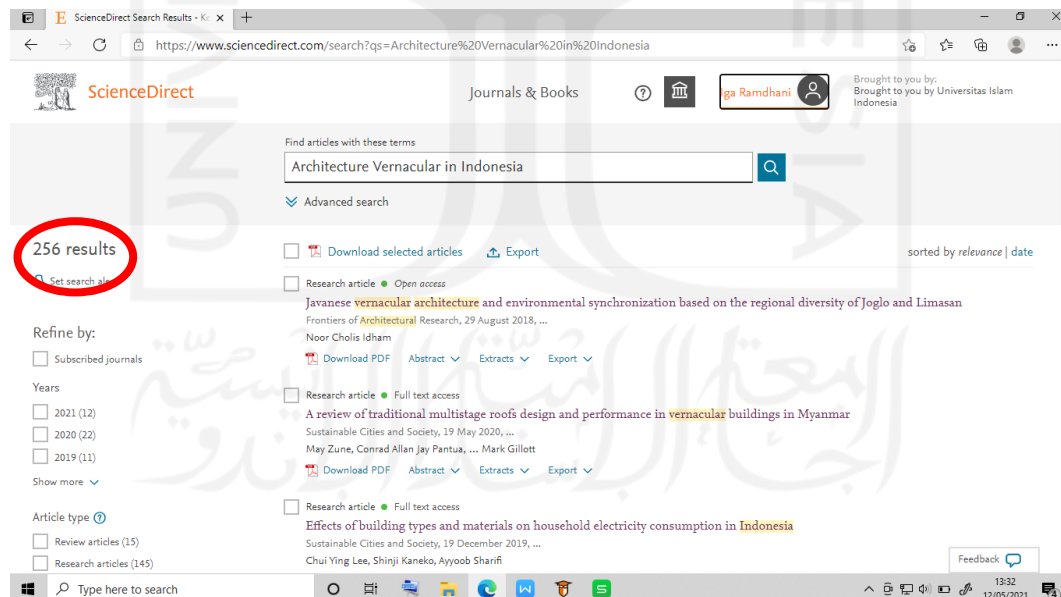 ScienceDirect Search Results - Ke
https://www.sciencedirect.com/search?qs=Architecture%20Vernacular%20in%20Indonesia
ScienceDirect
Journals & Books
Iga Ramdhani
Brought to you by:
Brought to you by Universitas Islam
Indonesia
Find articles with these terms
Architecture Vernacular in Indonesia
Advanced search
256 results
Set search
Download selected articles
Export
sorted by relevance | date
Research article • Open access
Javanese vernacular architecture and environmental synchronization based on the regional diversity of Joglo and Limasan
Frontiers of Architectural Research, 29 August 2018, ...
Noor Cholis Idham
Download PDF Abstract Extracts Export
Refine by:
Subscribed journals
Years
2021 (12)
2020 (22)
2019 (11)
Show more
Research article • Full text access
A review of traditional multistage roofs design and performance in vernacular buildings in Myanmar
Sustainable Cities and Society, 19 May 2020, ...
May Zune, Conrad Allan Jay Pantua, ... Mark Gillott
Download PDF Abstract Extracts Export
Article type
Review articles (15)
Research articles (145)
Research article • Full text access
Effects of building types and materials on household electricity consumption in Indonesia
Sustainable Cities and Society, 19 December 2019, ...
Chui Ying Lee, Shinji Kaneko, Ayyoob Sharifi
Feedback
Type here to search
13:32
12/05/2021